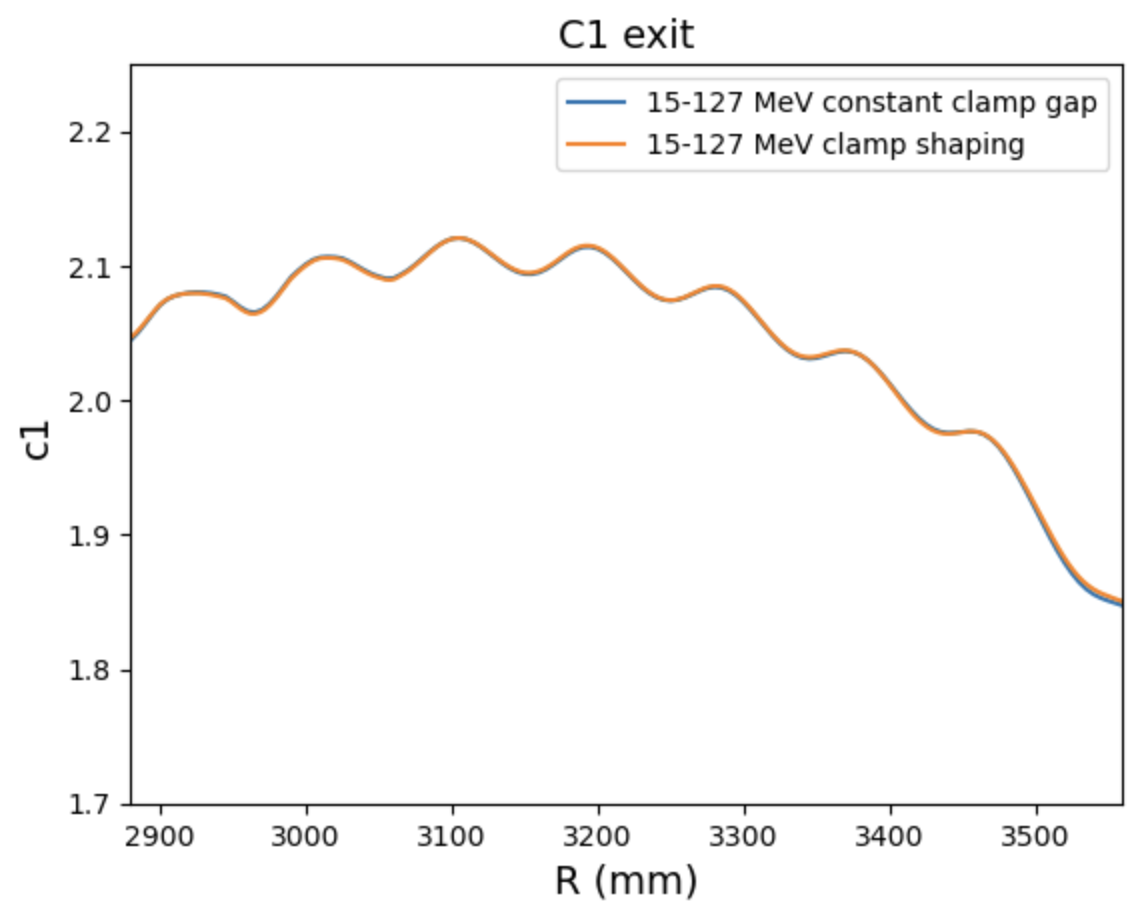 C1 exit
15-127 MeV constant clamp gap
15-127 MeV clamp shaping
2.2
2.1
2.0
1.9
1.8
1.7
c1
2900 3000 3100 3200 3300 3400 3500
R (mm)